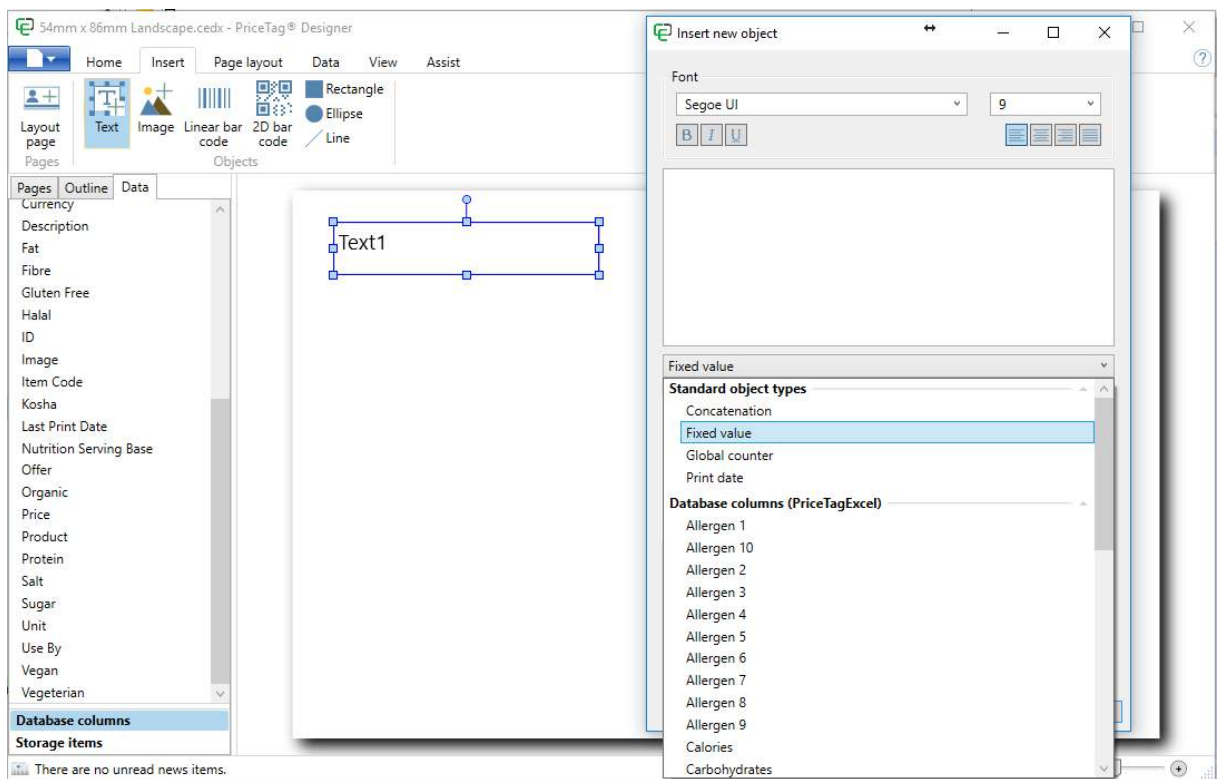 54mm x 86mm Landscape.cedx - PriceTag® Designer
Home Insert Page layout Data View Assist
Layout page
Text
Image
Linear bar code
2D bar code
Rectangle
Ellipse
Line
Pages
Objects
Pages Outline Data
Currency
Description
Fat
Fibre
Gluten Free
Halal
ID
Image
Item Code
Kosha
Last Print Date
Nutrition Serving Base
Offer
Organic
Price
Product
Protein
Salt
Sugar
Unit
Use By
Vegan
Vegeterian
Database columns
Storage items
There are no unread news items.
Text1
Insert new object
Font
Segoe UI 9
B I U
Fixed value
Standard object types
Concatenation
Fixed value
Global counter
Print date
Database columns (PriceTagExcel)
Allergen 1
Allergen 10
Allergen 2
Allergen 3
Allergen 4
Allergen 5
Allergen 6
Allergen 7
Allergen 8
Allergen 9
Calories
Carbohydrates